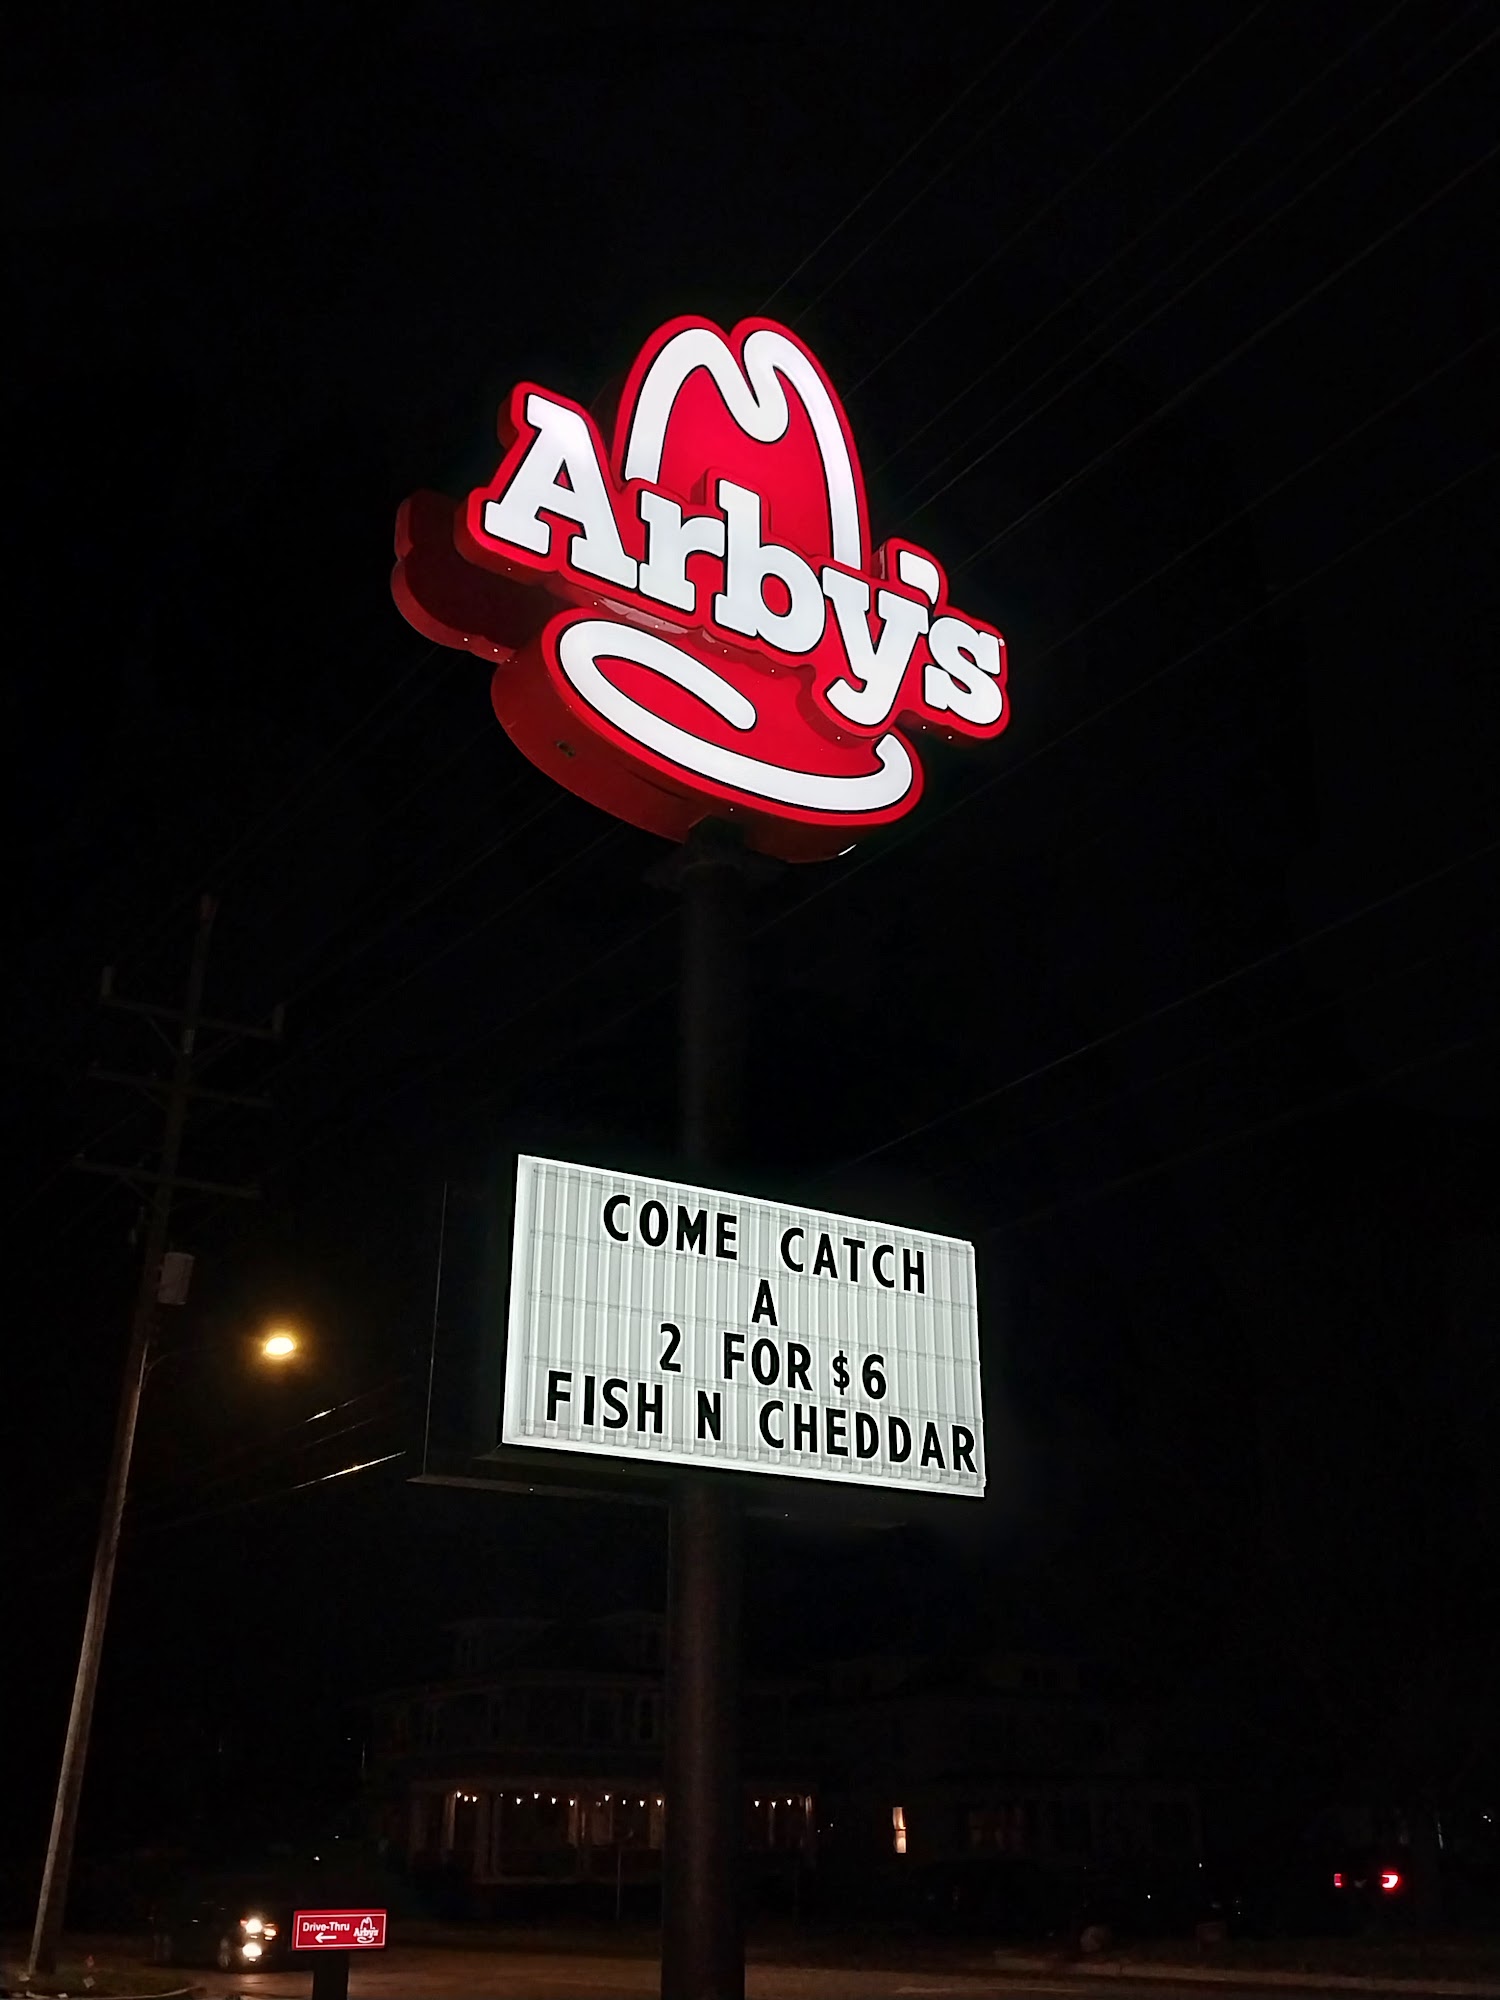 Arby's
COME CATCH
A
2 FOR $6
FISH N CHEDDAR
Drive-Thru
Arby's